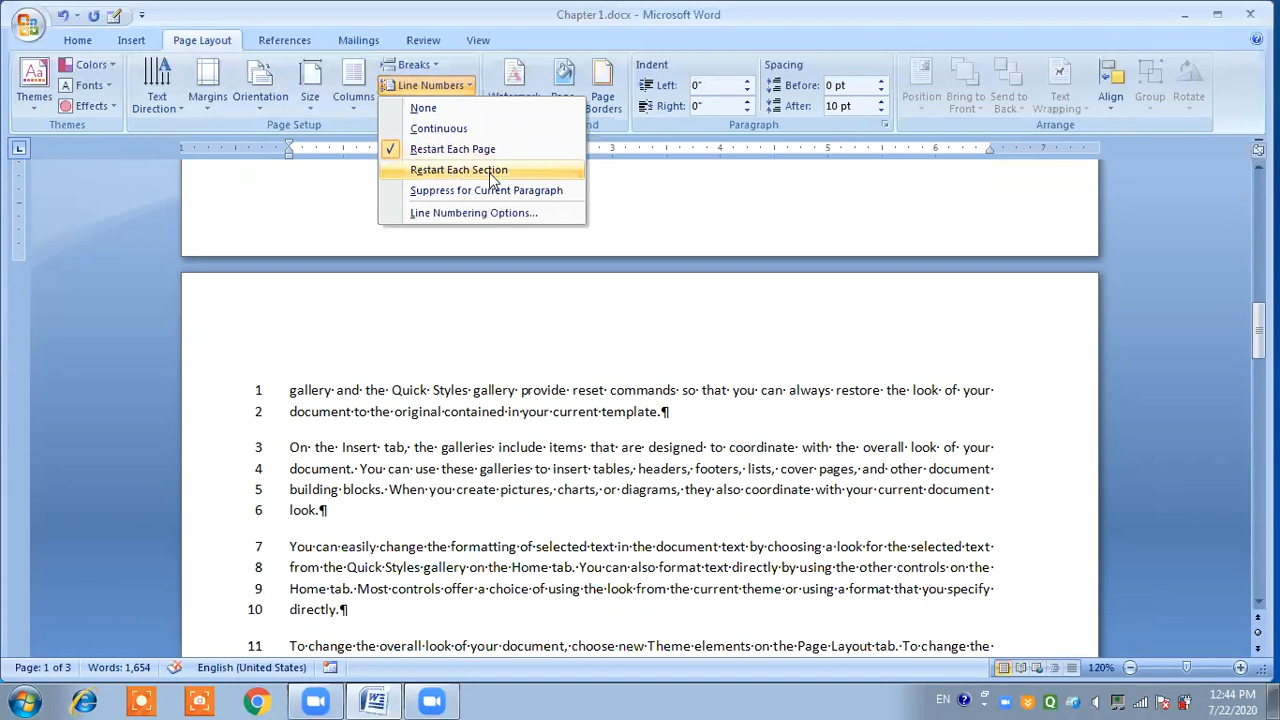 Chapter1.docx - Microsoft Word
Home Insert Page Layout References Mailings Review View
Themes
Colors
Fonts
Effects
Themes
Text Direction
Margins
Orientation
Size
Columns
Breaks
Line Numbers
Page Setup
Page Borders
Indent
Left: 0"
Right: 0"
Spacing
Before: 0 pt
After: 10 pt
Paragraph
Position
Bring to Front
Send to Back
Text Wrapping
Align
Group
Rotate
Arrange
None
Continuous
Restart Each Page
Restart Each Section
Suppress for Current Paragraph
Line Numbering Options...
1 3 4 5 6 7
1 gallery and the Quick Styles gallery provide reset commands so that you can always restore the look of your
2 document to the original contained in your current template.¶
3 On the Insert tab, the galleries include items that are designed to coordinate with the overall look of your
4 document. You can use these galleries to insert tables, headers, footers, lists, cover pages, and other document
5 building blocks. When you create pictures, charts, or diagrams, they also coordinate with your current document
6 look.¶
7 You can easily change the formatting of selected text in the document text by choosing a look for the selected text
8 from the Quick Styles gallery on the Home tab. You can also format text directly by using the other controls on the
9 Home tab. Most controls offer a choice of using the look from the current theme or using a format that you specify
10 directly.¶
11 To change the overall look of your document, choose new Theme elements on the Page Layout tab. To change the
Page: 1 of 3 Words: 1,654 English (United States) 120%
EN 12:44 PM
7/22/2020